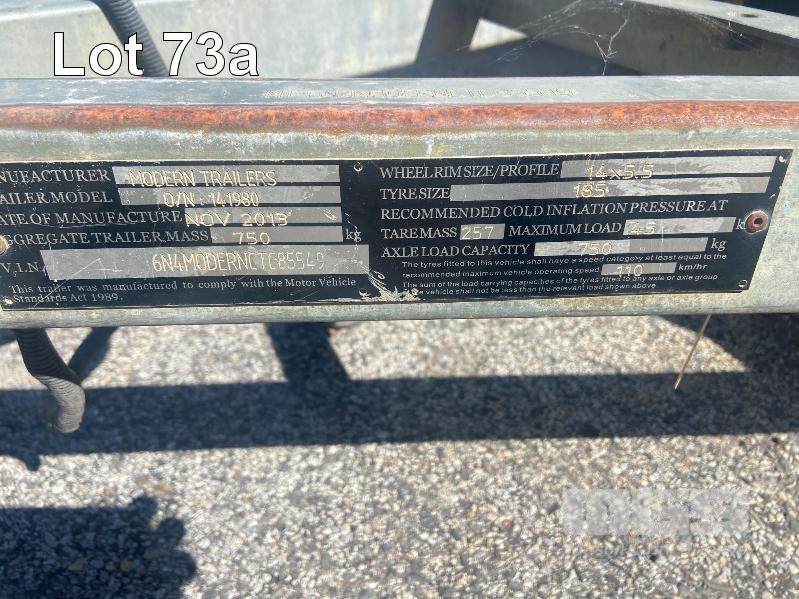 Lot 73a
NUFACTURER MODERN TRAILERS
AILER MODEL O/N: 141980
ATE OF MANUFACTURE NOV 2013
GGREGATE TRAILER MASS 750 kg
V.I.N. 6N4MODERNCTC85549
This trailer was manufactured to comply with the Motor Vehicle
Standards Act 1989.
WHEEL RIM SIZE/PROFILE 14x5.5
TYRE SIZE 185
RECOMMENDED COLD INFLATION PRESSURE AT
TARE MASS 257 MAXIMUM LOAD 45 k
AXLE LOAD CAPACITY 750 kg
The tyres fitted to this vehicle shall have a speed category at least equal to the
recommended maximum vehicle operating speed 110 km/hr
The sum of the load carrying capacities of the tyres fitted to any axle or axle group
vehicle shall not be less than the relevant load shown above